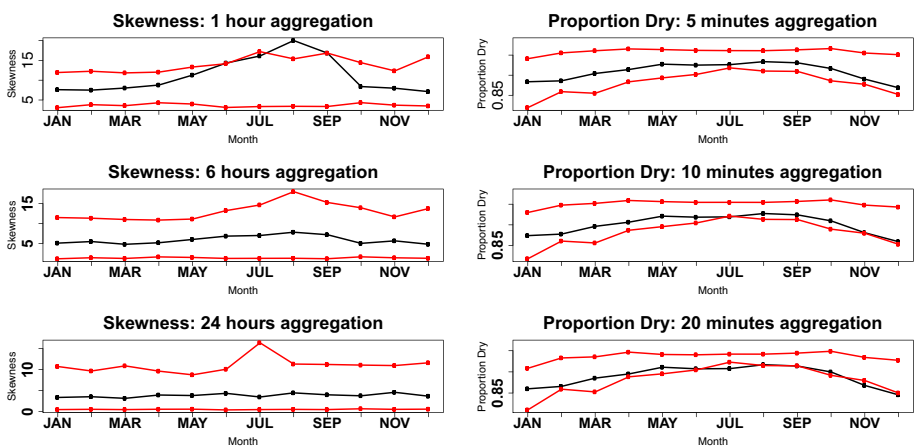 Skewness: 1 hour aggregation
Skewness
15
5
JAN MAR MAY JUL SEP NOV
Month
Proportion Dry: 5 minutes aggregation
Proportion Dry
0.85
JAN MAR MAY JUL SEP NOV
Month
Skewness: 6 hours aggregation
Skewness
15
5
JAN MAR MAY JUL SEP NOV
Month
Proportion Dry: 10 minutes aggregation
Proportion Dry
0.85
JAN MAR MAY JUL SEP NOV
Month
Skewness: 24 hours aggregation
Skewness
10
0
JAN MAR MAY JUL SEP NOV
Month
Proportion Dry: 20 minutes aggregation
Proportion Dry
0.85
JAN MAR MAY JUL SEP NOV
Month